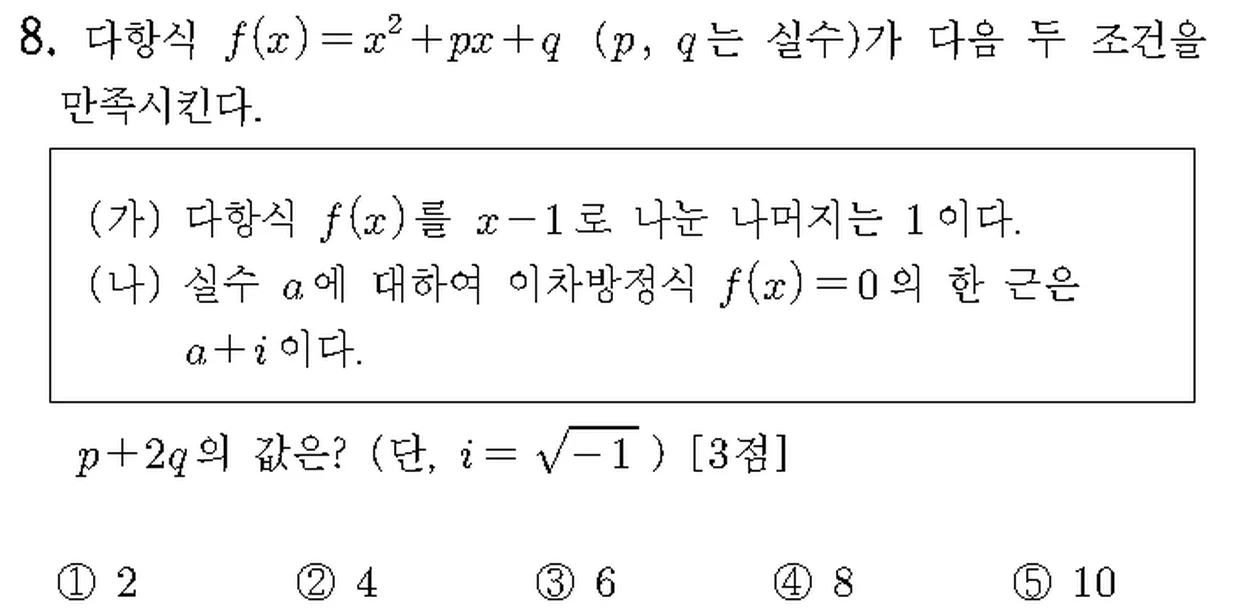 8. 다항식 f(x)=x²+px+q (p, q는 실수)가 다음 두 조건을
만족시킨다.
(가) 다항식 f(x)를 x-1로 나눈 나머지는 1이다.
(나) 실수 a에 대하여 이차방정식 f(x)=0의 한 근은
a+i이다.
p+2q의 값은? (단, i=√-1) [3점]
① 2 ② 4 ③ 6 ④ 8 ⑤ 10